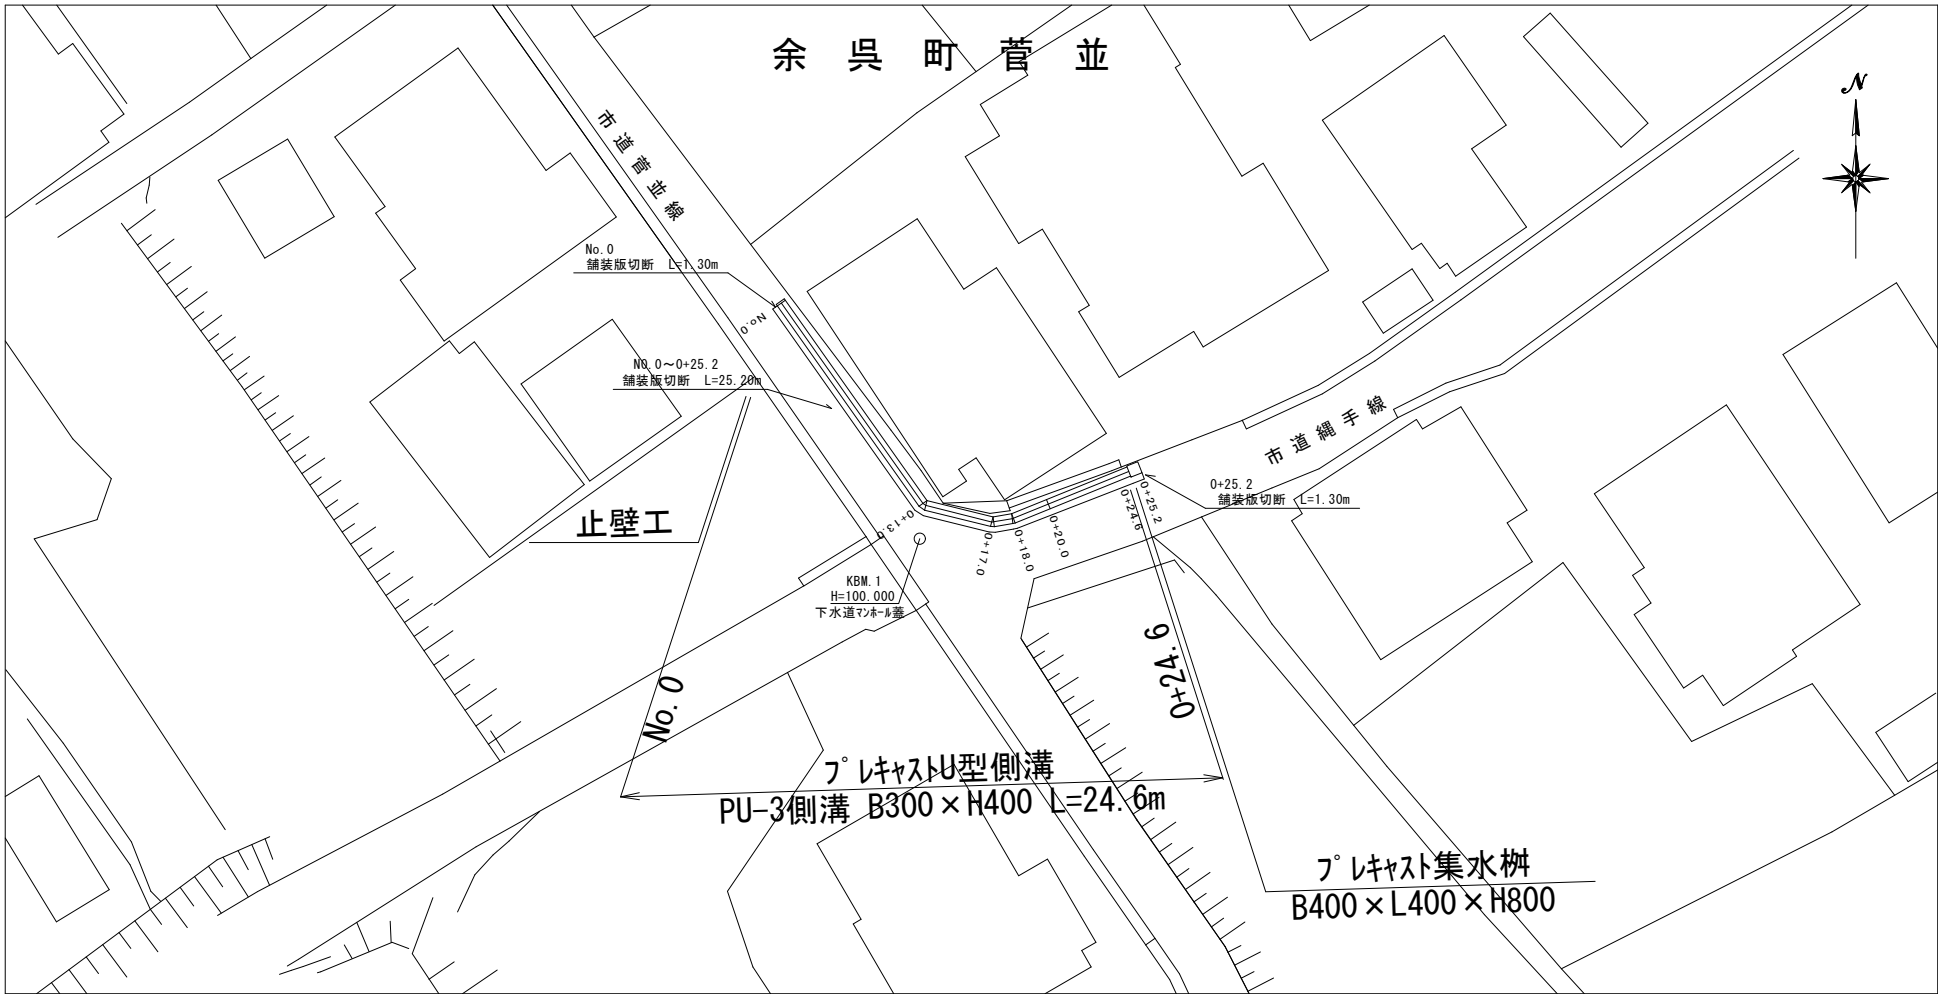 余呉町菅並
N
市道菅並線
No.0
舗装版切断 L=1.30m
No.0
NO.0～0+25.2
舗装版切断 L=25.20m
市道縄手線
0+25.2
舗装版切断 L=1.30m
止壁工
0+13.0
0+17.0
0+18.0
0+20.0
0+24.6
0+25.2
KBM.1
H=100.000
下水道ﾏﾝﾎｰﾙ蓋
No.0
0+24.6
ﾌﾟﾚｷｬｽﾄU型側溝
PU-3側溝 B300×H400 L=24.6m
ﾌﾟﾚｷｬｽﾄ集水桝
B400×L400×H800